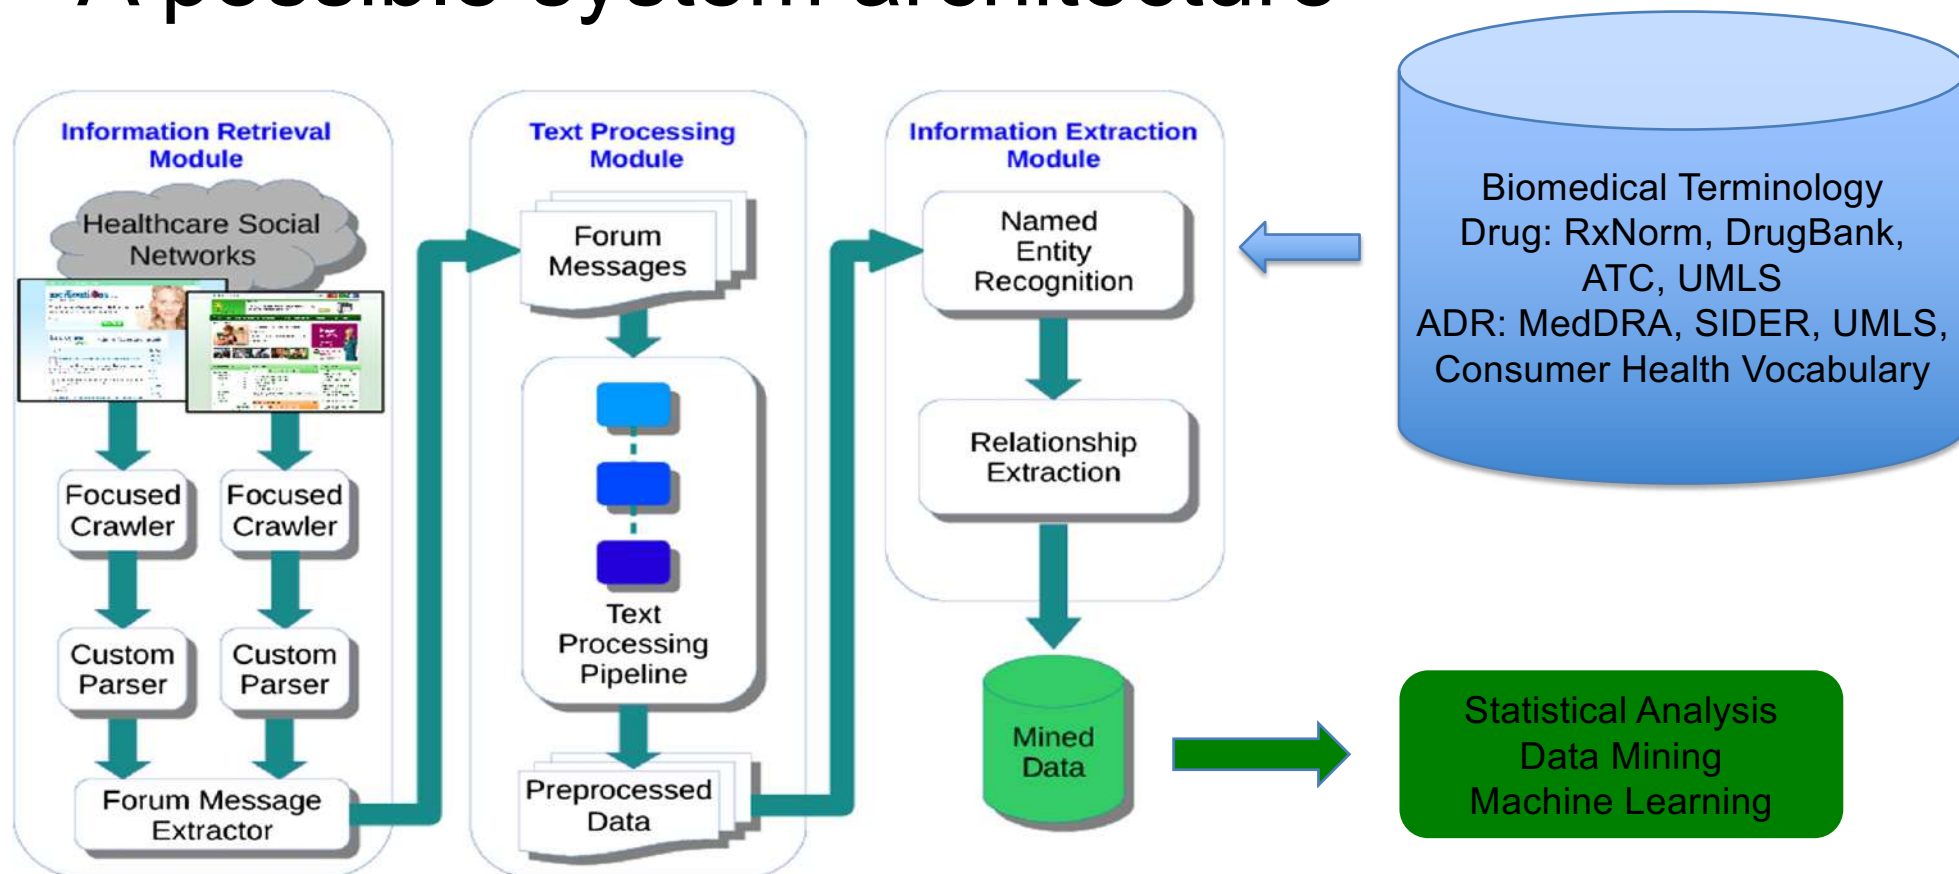 A possible system architecture
Information Retrieval
Module
Healthcare Social
Networks
Focused
Crawler
Focused
Crawler
Custom
Parser
Custom
Parser
Forum Message
Extractor
Text Processing
Module
Forum
Messages
Text
Processing
Pipeline
Preprocessed
Data
Information Extraction
Module
Named
Entity
Recognition
Relationship
Extraction
Mined
Data
Biomedical Terminology
Drug: RxNorm, DrugBank,
ATC, UMLS
ADR: MedDRA, SIDER, UMLS,
Consumer Health Vocabulary
Statistical Analysis
Data Mining
Machine Learning